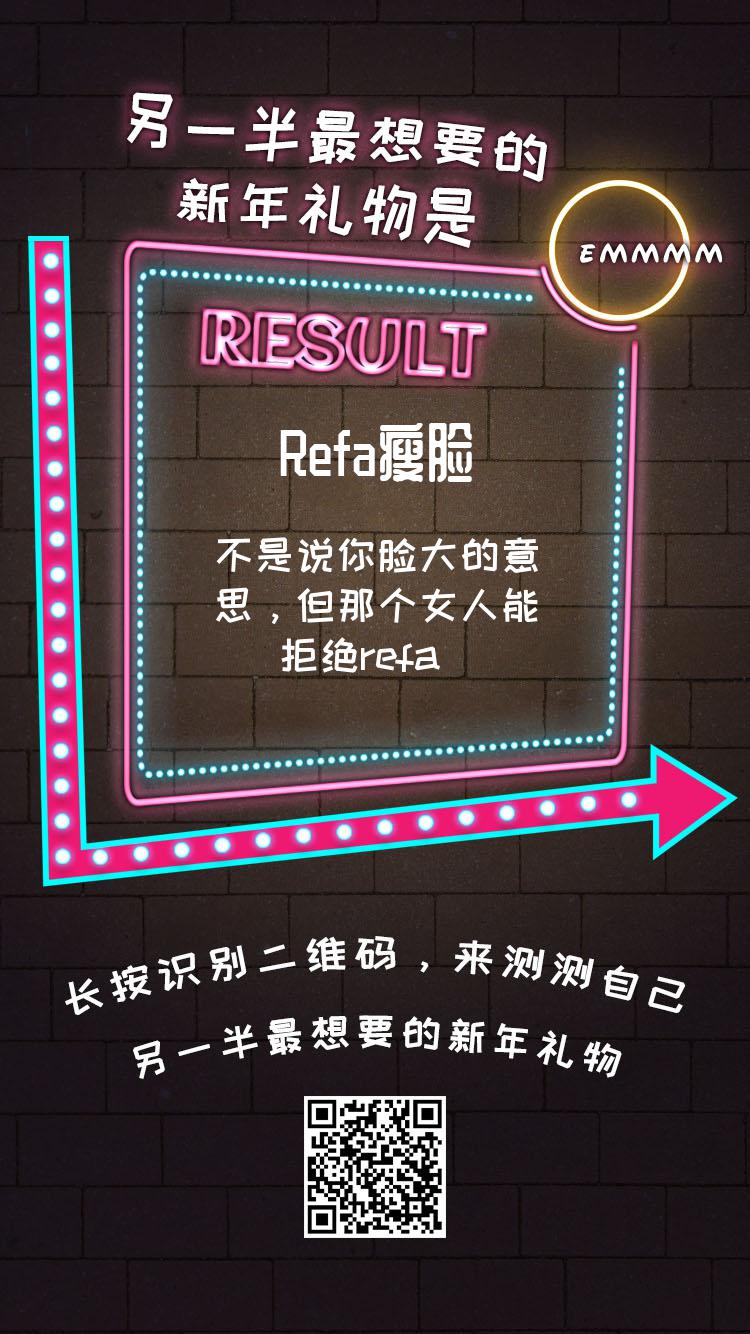 另一半最想要的
新年礼物是
EMMMM
RESULT
Refa瘦脸
不是说你脸大的意
思，但那个女人能
拒绝refa
长按识别二维码，来测测自己
另一半最想要的新年礼物